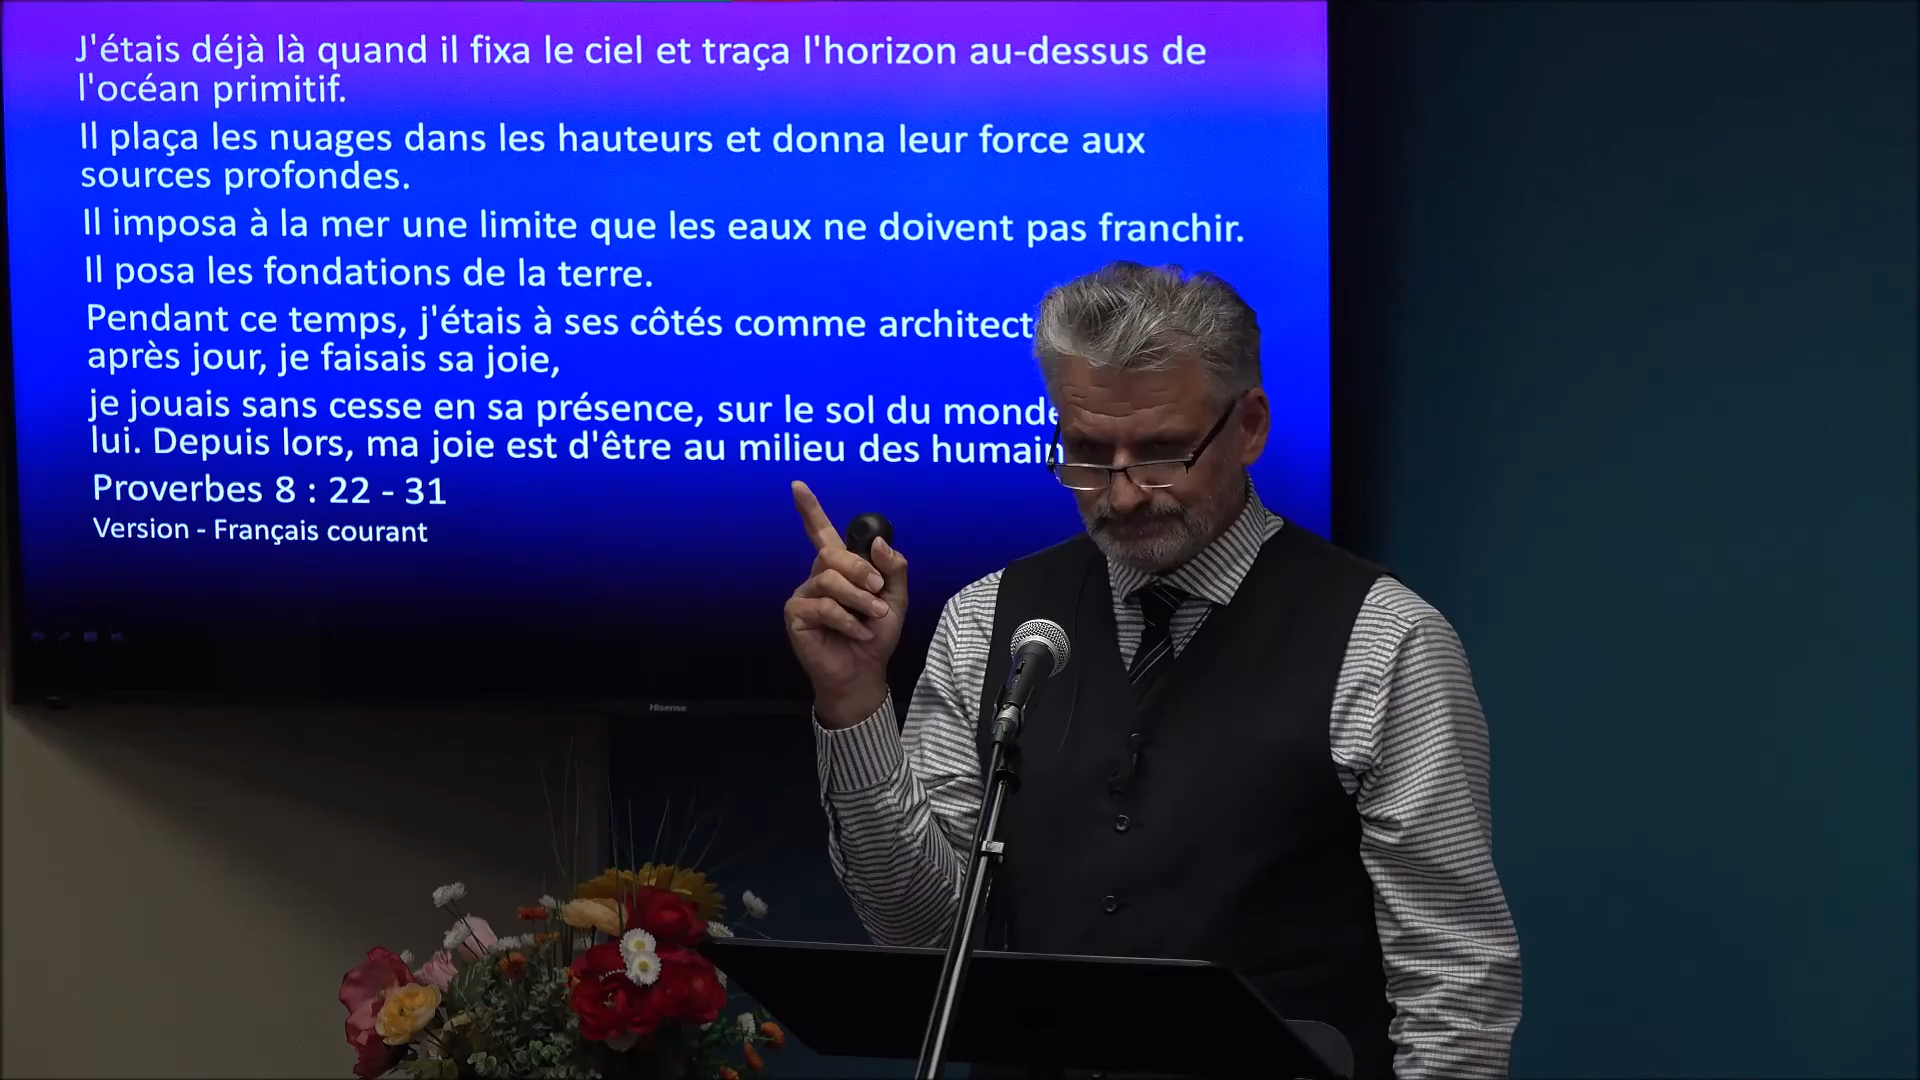 J'étais déjà là quand il fixa le ciel et traça l'horizon au-dessus de
l'océan primitif.
Il plaça les nuages dans les hauteurs et donna leur force aux
sources profondes.
Il imposa à la mer une limite que les eaux ne doivent pas franchir.
Il posa les fondations de la terre.
Pendant ce temps, j'étais à ses côtés comme architect
après jour, je faisais sa joie,
je jouais sans cesse en sa présence, sur le sol du monde
lui. Depuis lors, ma joie est d'être au milieu des humain
Proverbes 8 : 22 - 31
Version - Français courant
Hisense